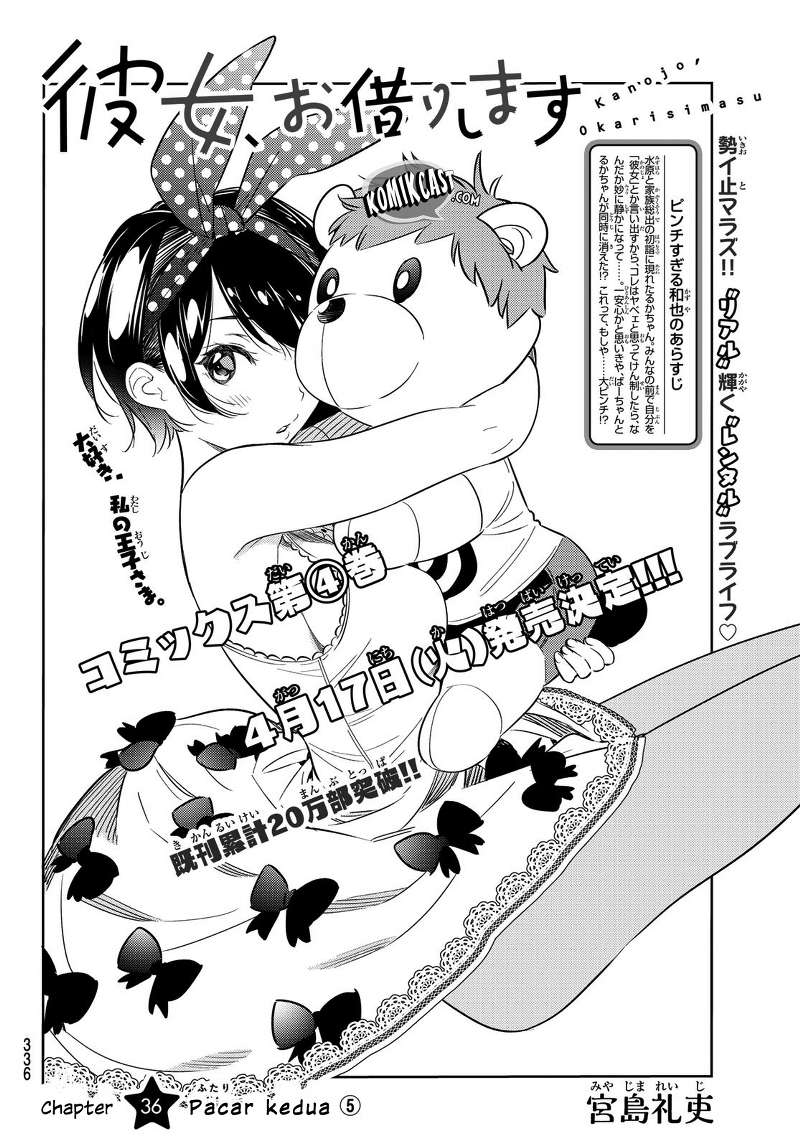 彼女、お借りします
Kanojo,
Okarisimasu
KOMIKCAST.COM
勢イ止マラズ!! “リアル”輝く“レンタル”ラブライフ♡
ピンチすぎる和也のあらすじ
水原と家族総出の初詣に現れたるかちゃん。みんなの前で自分を
「彼女」とか言い出すから、コレはヤベェと思ってけん制したら、な
んだか妙に静かになって……。一安心かと思いきや、ばーちゃんと
るかちゃんが同時に消えた!? これって、もしや……大ピンチ!?
大好き、
私の王子さま。
コミックス第④巻
4月17日(火)発売決定!!!
既刊累計20万部突破!!
336
Chapter 36 Pacar kedua ⑤
宮島礼吏